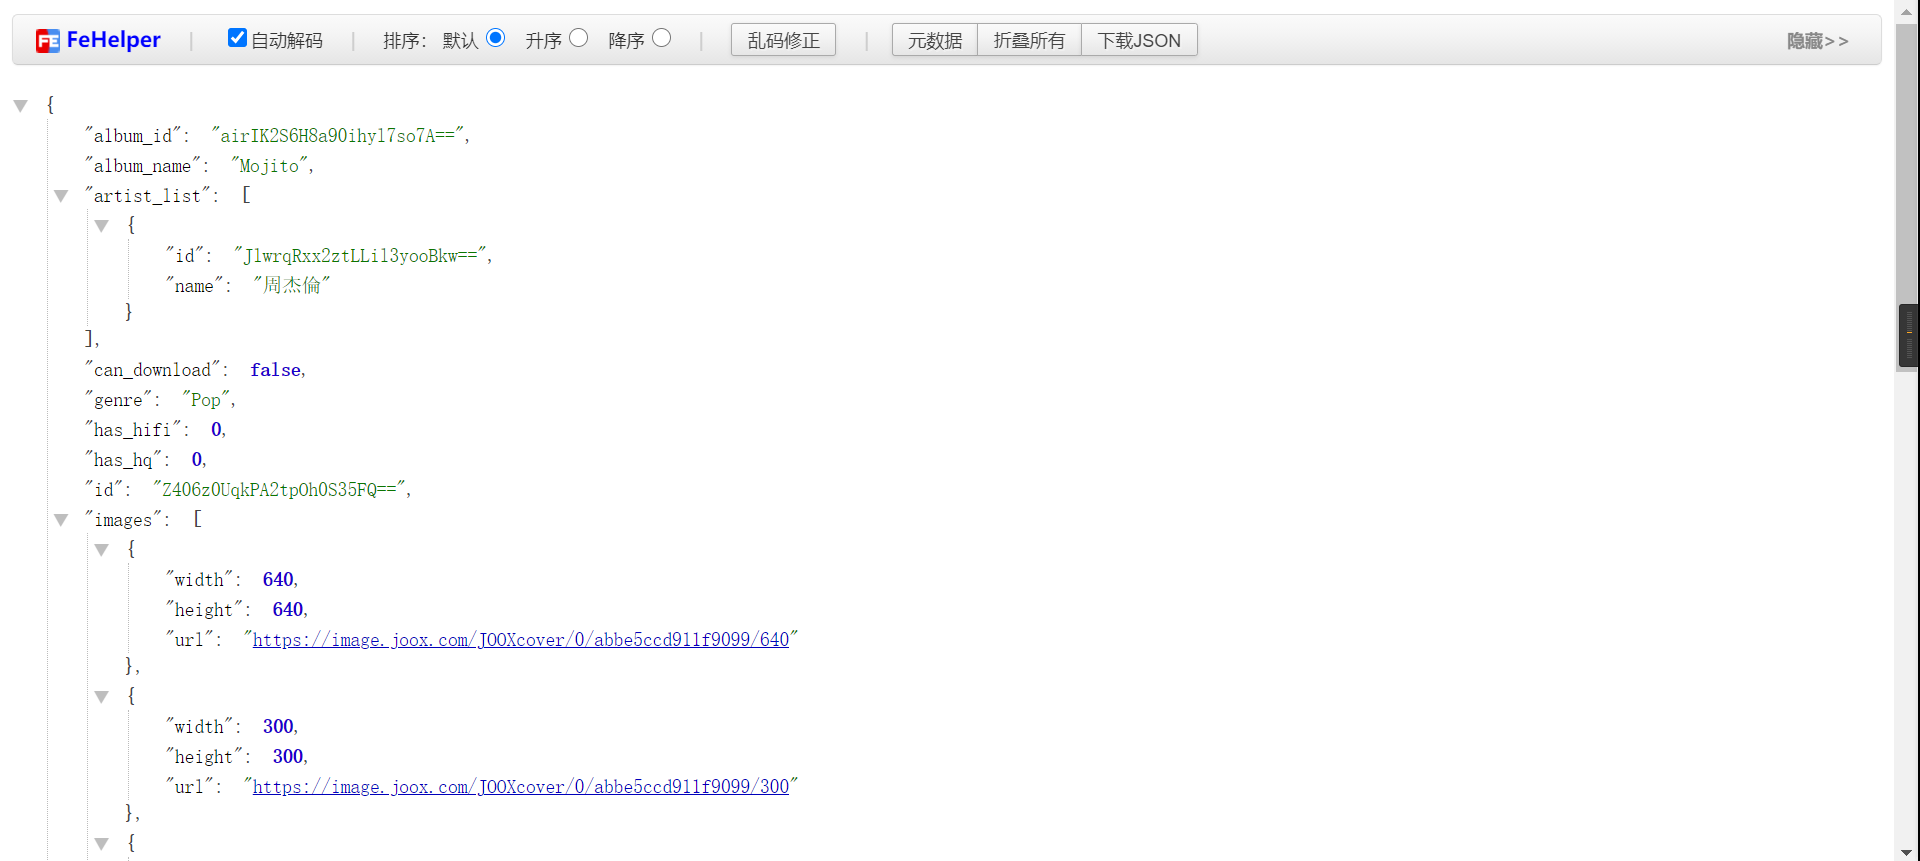 FeHelper | 自动解码 | 排序： 默认 升序 降序 | 乱码修正 | 元数据 折叠所有 下载JSON 隐藏>>
{
"album_id": "airIK2S6H8a90ihyl7so7A==",
"album_name": "Mojito",
"artist_list": [
{
"id": "JlwrqRxx2ztLLil3yooBkw==",
"name": "周杰倫"
}
],
"can_download": false,
"genre": "Pop",
"has_hifi": 0,
"has_hq": 0,
"id": "Z406z0UqkPA2tpOh0S35FQ==",
"images": [
{
"width": 640,
"height": 640,
"url": "https://image.joox.com/JOOXcover/0/abbe5ccd911f9099/640"
},
{
"width": 300,
"height": 300,
"url": "https://image.joox.com/JOOXcover/0/abbe5ccd911f9099/300"
},
{